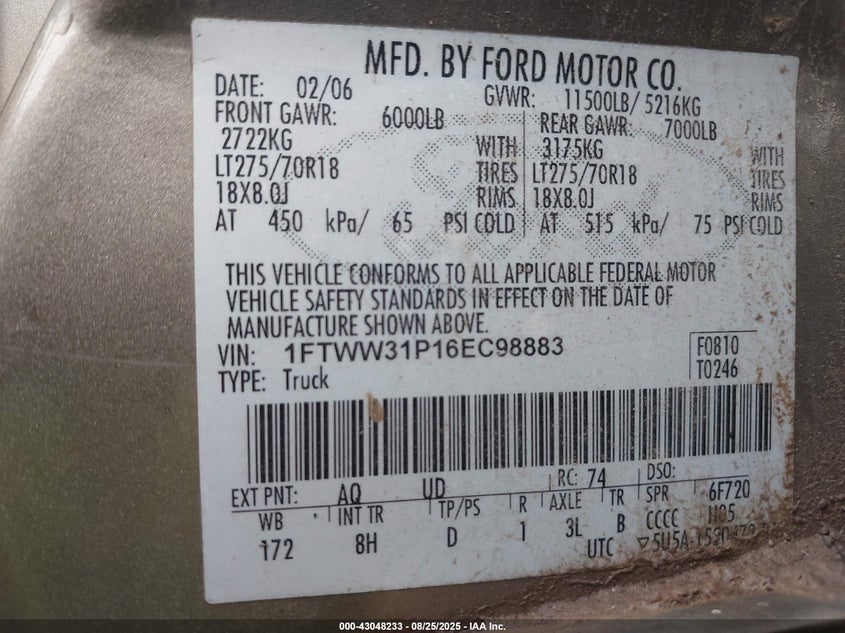 MFD. BY FORD MOTOR CO.
DATE: 02/06 GVWR: 11500LB/ 5216KG
FRONT GAWR: 6000LB REAR GAWR: 7000LB
2722KG WITH 3175KG WITH
LT275/70R18 TIRES LT275/70R18 TIRES
18X8.0J RIMS 18X8.0J RIMS
AT 450 kPa/ 65 PSI COLD AT 515 kPa/ 75 PSI COLD
THIS VEHICLE CONFORMS TO ALL APPLICABLE FEDERAL MOTOR
VEHICLE SAFETY STANDARDS IN EFFECT ON THE DATE OF
MANUFACTURE SHOWN ABOVE.
VIN: 1FTWW31P16EC98883 F0810
TYPE: Truck T0246
EXT PNT: AQ UD RC: 74 DSO:
WB INT TR TP/PS R AXLE TR SPR 6F720
172 8H D 1 3L B CCCC
UTC
000-43048233 - 08/25/2025 - IAA Inc.